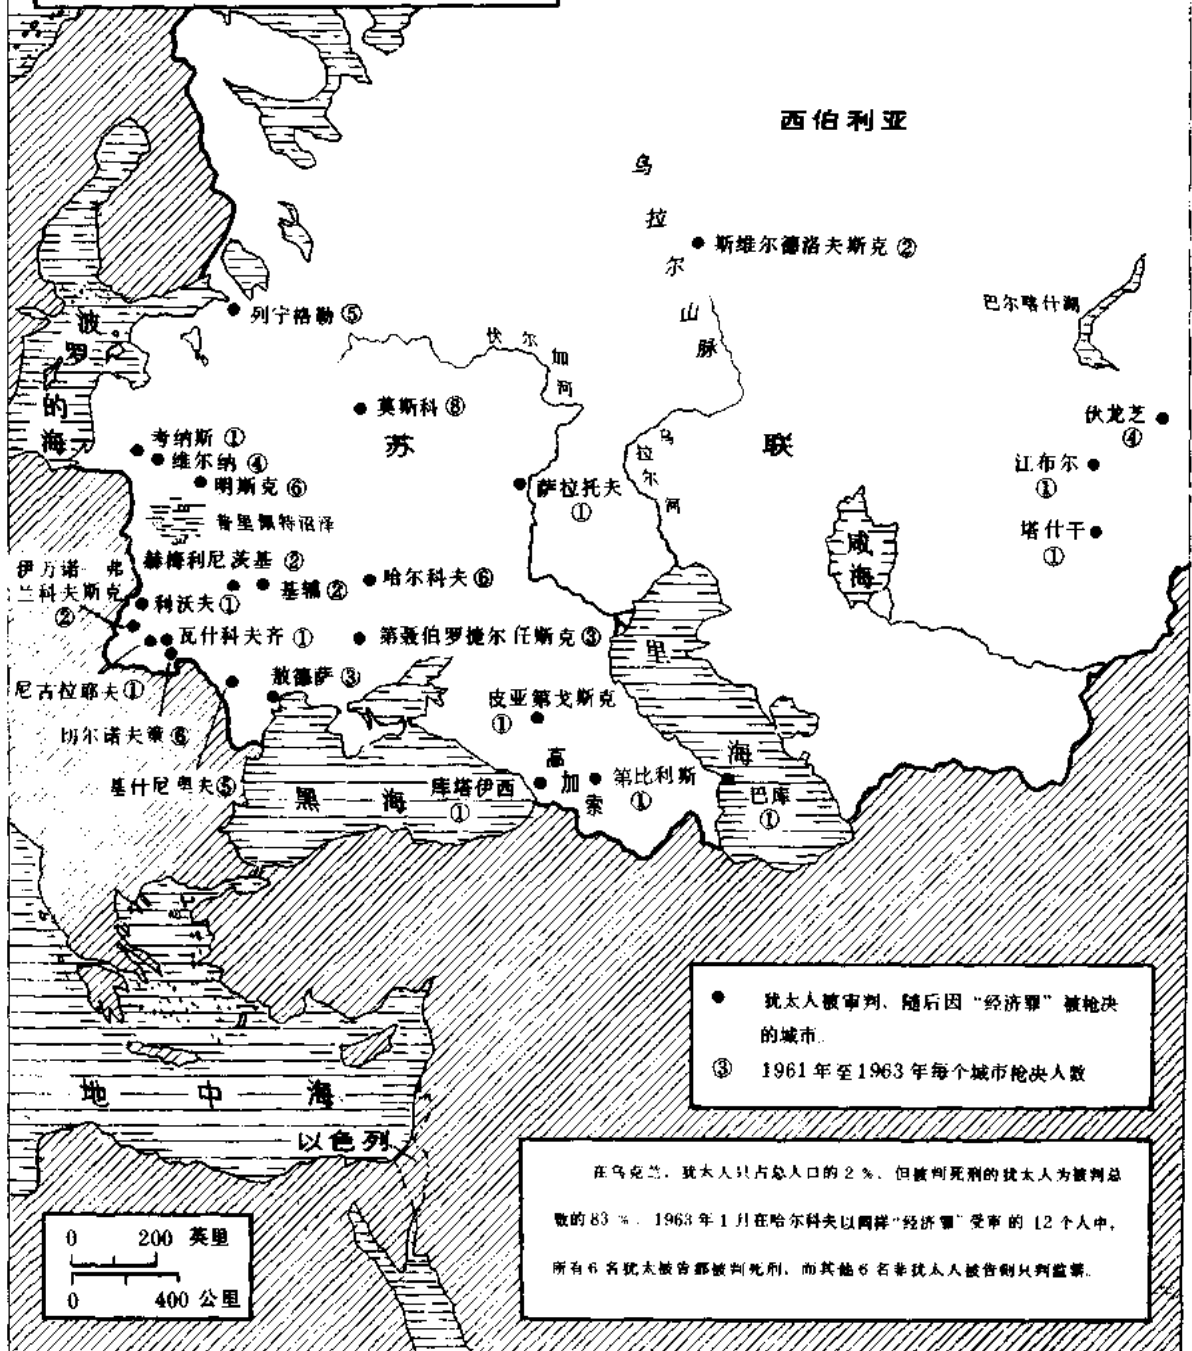 西伯利亚
乌拉尔山脉
斯维尔德洛夫斯克 ②
巴尔喀什湖
列宁格勒 ⑤
波罗的海
伏尔加河
莫斯科 ⑧
伏龙芝
④
考纳斯 ①
苏
联
乌拉尔河
维尔纳 ④
江布尔
①
明斯克 ⑥
萨拉托夫
①
普里佩特沼泽
塔什干
①
咸海
赫梅利尼茨基 ②
伊万诺-弗
兰科夫斯克
②
基辅 ②
哈尔科夫 ⑥
利沃夫 ①
瓦什科夫齐 ①
第聂伯罗捷尔任斯克 ③
里
海
尼古拉耶夫 ①
敖德萨 ③
皮亚第戈斯克
①
切尔诺夫策 ⑥
基什尼奥夫 ⑤
黑海
库塔伊西
①
高加索
第比利斯
①
巴库
①
● 犹太人被审判、随后因“经济罪”被枪决
的城市。
③ 1961年至1963年每个城市枪决人数
地中海
以色列
在乌克兰,犹太人只占总人口的2%,但被判死刑的犹太人为被判总
数的83%。1963年1月在哈尔科夫以同样“经济罪”受审的12个人中,
所有6名犹太被告都被判死刑,而其他6名非犹太人被告则只判监禁。
0 200 英里
0 400 公里